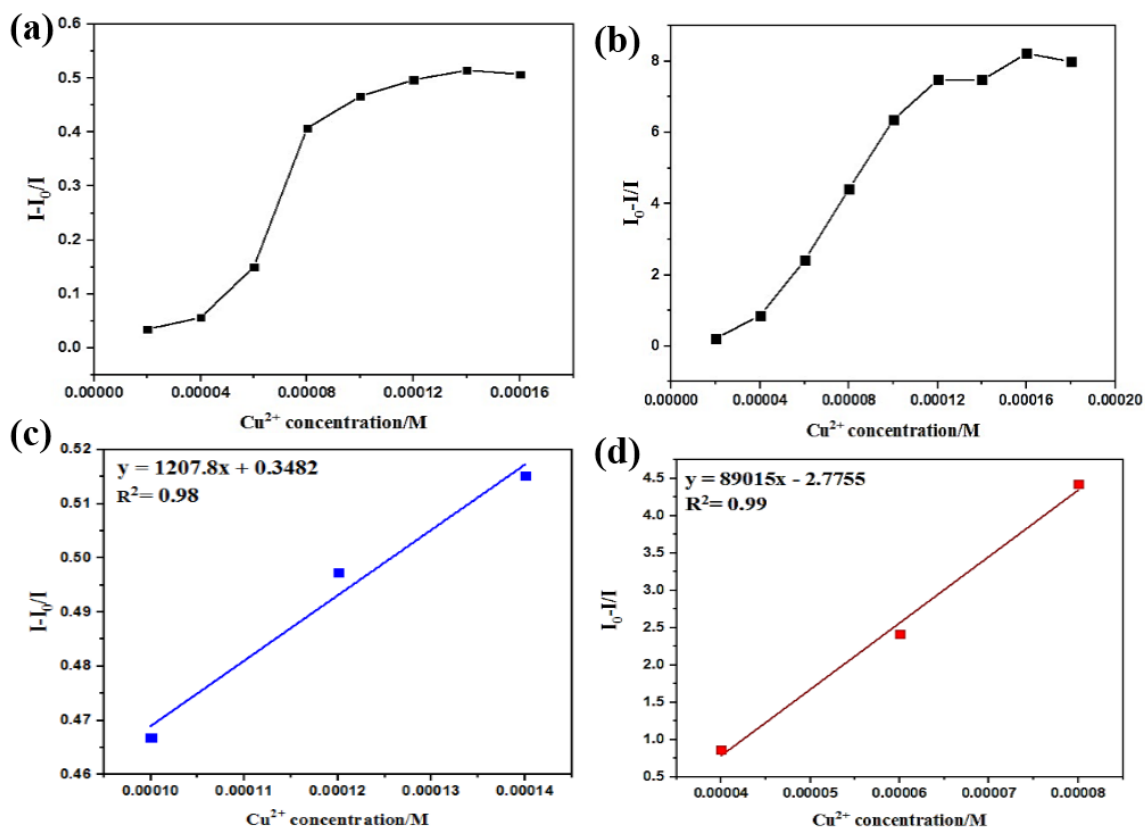 (a)
0.6
0.5
0.4
0.3
0.2
0.1
0.0
I-I₀/I
0.00000 0.00004 0.00008 0.00012 0.00016
Cu²⁺ concentration/M
(b)
8
6
4
2
0
I₀-I/I
0.00000 0.00004 0.00008 0.00012 0.00016 0.00020
Cu²⁺ concentration/M
(c)
y = 1207.8x + 0.3482
R²= 0.98
0.52
0.51
0.50
0.49
0.48
0.47
0.46
I-I₀/I
0.00010 0.00011 0.00012 0.00013 0.00014
Cu²⁺ concentration/M
(d)
y = 89015x - 2.7755
R²= 0.99
4.5
4.0
3.5
3.0
2.5
2.0
1.5
1.0
0.5
I₀-I/I
0.00004 0.00005 0.00006 0.00007 0.00008
Cu²⁺ concentration/M